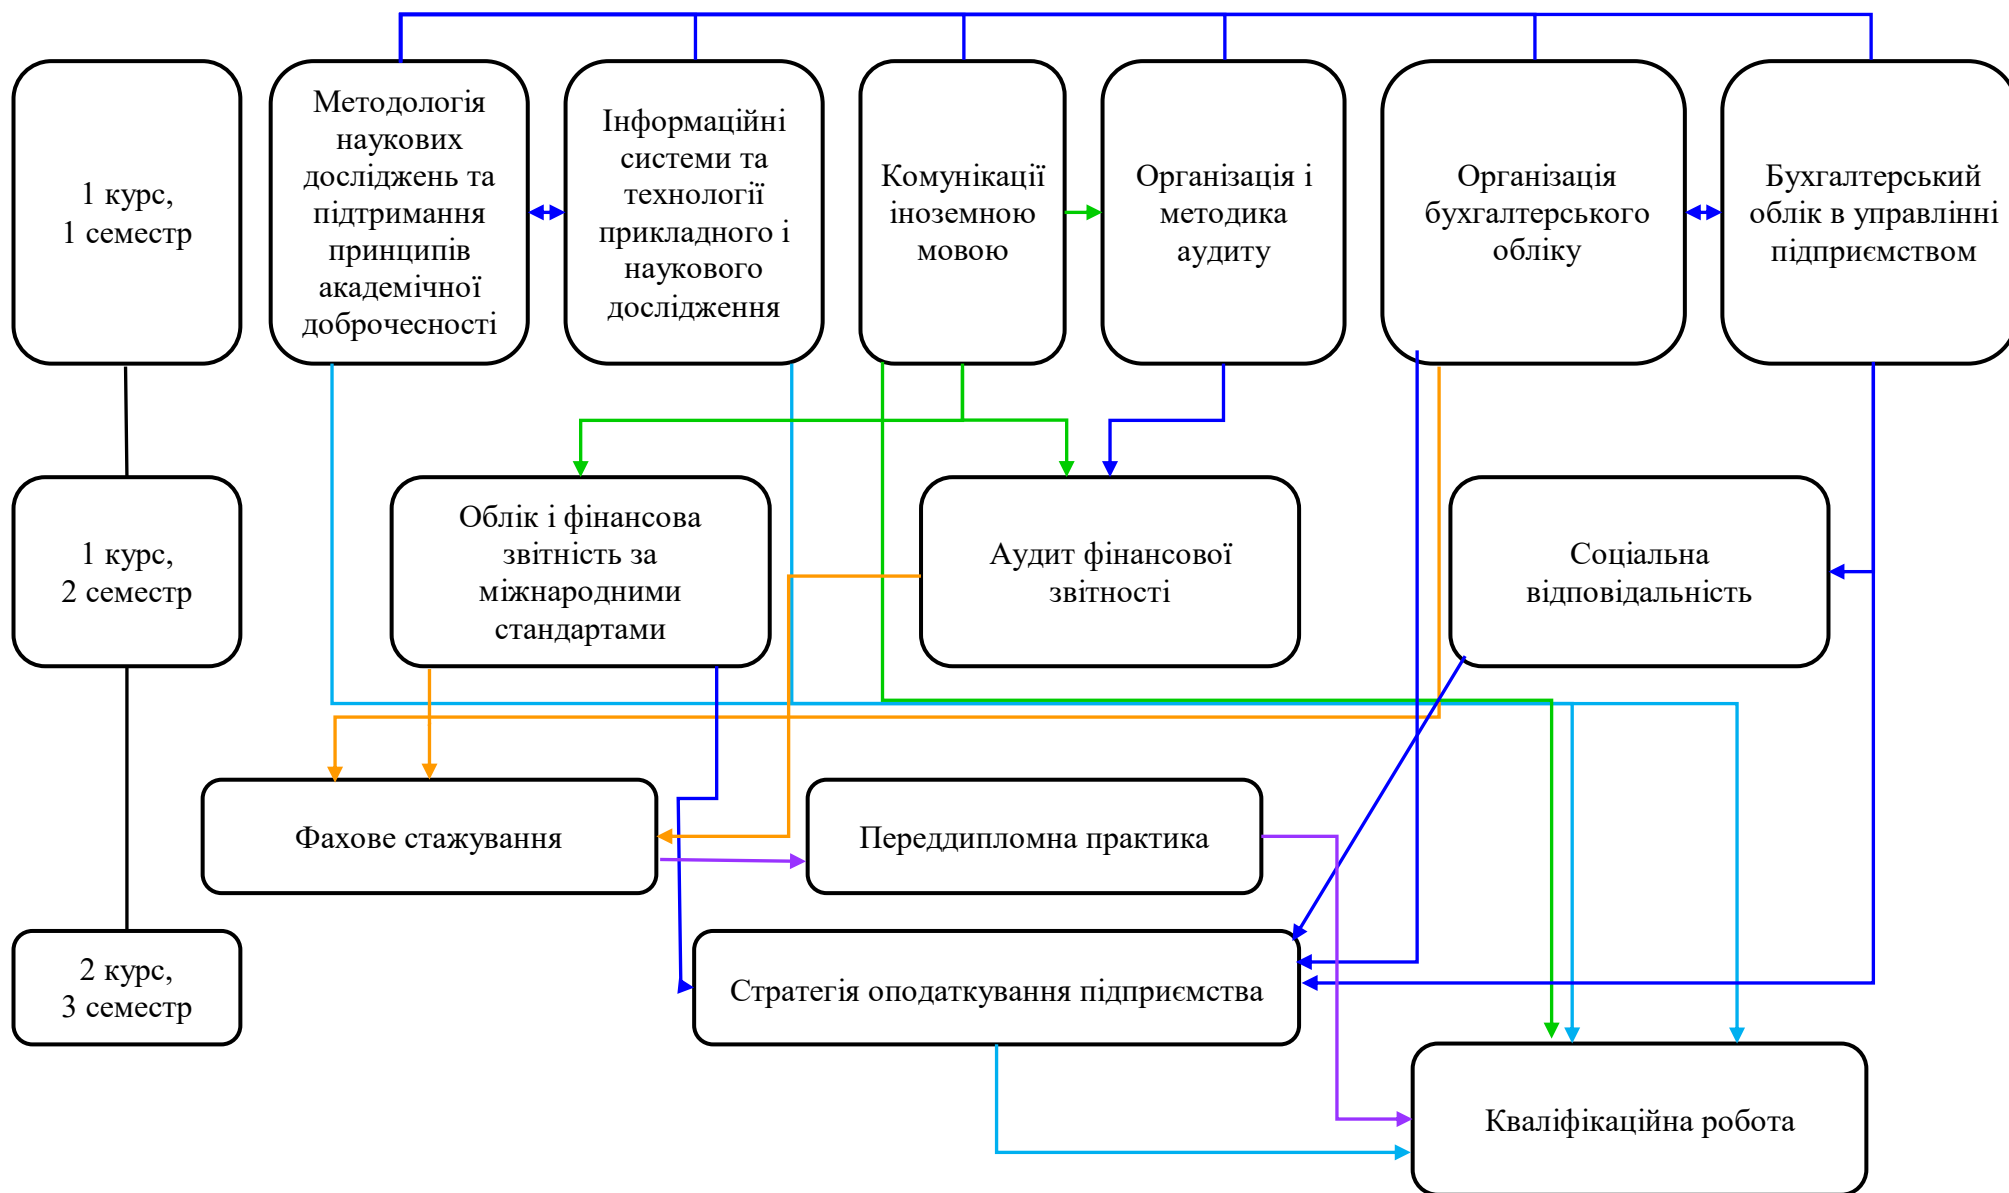 1 курс,
1 семестр
Методологія
наукових
досліджень та
підтримання
принципів
академічної
доброчесності
Інформаційні
системи та
технології
прикладного і
наукового
дослідження
Комунікації
іноземною
мовою
Організація і
методика
аудиту
Організація
бухгалтерського
обліку
Бухгалтерський
облік в управлінні
підприємством
1 курс,
2 семестр
Облік і фінансова
звітність за
міжнародними
стандартами
Аудит фінансової
звітності
Соціальна
відповідальність
Фахове стажування
Переддипломна практика
2 курс,
3 семестр
Стратегія оподаткування підприємства
Кваліфікаційна робота